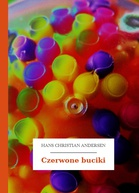 HANS CHRISTIAN ANDERSEN
Czerwone buciki